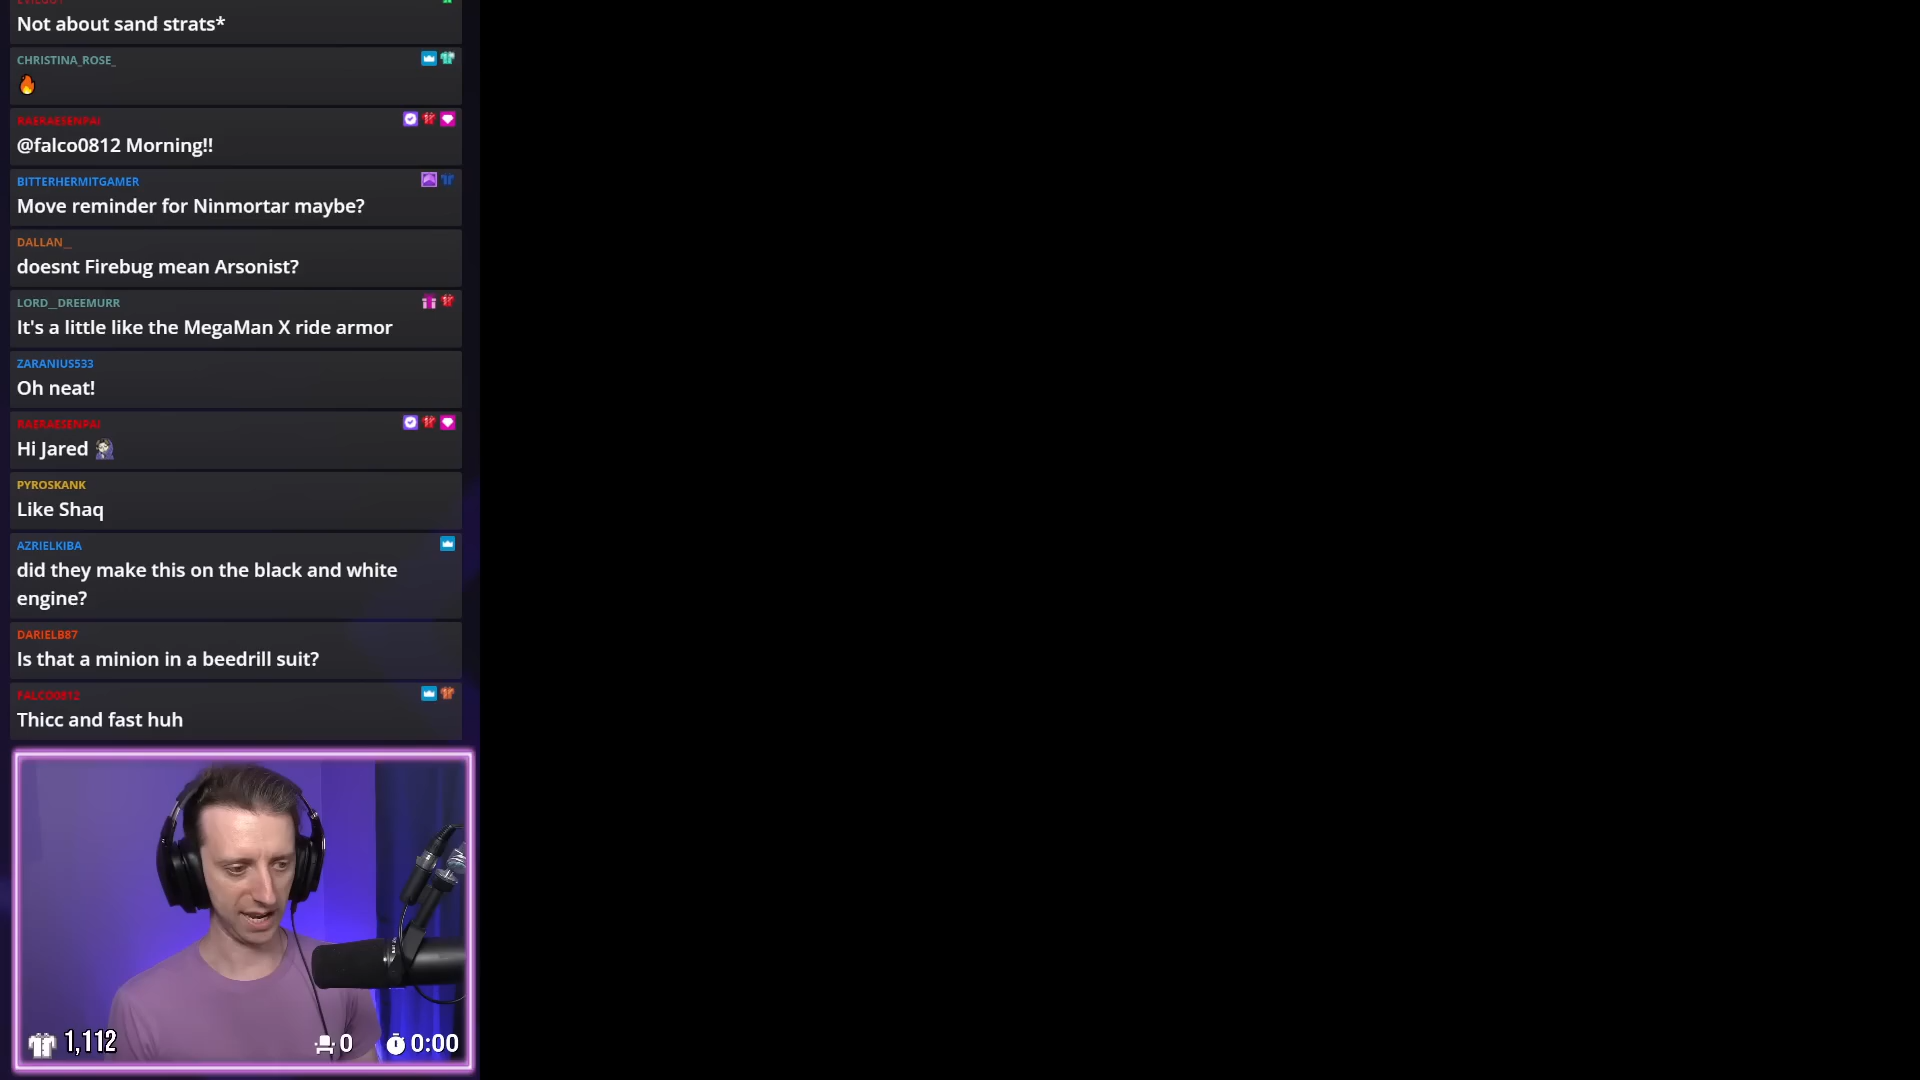 Not about sand strats*
CHRISTINA_ROSE_
RAERAESENPAI
@falco0812 Morning!!
BITTERHERMITGAMER
Move reminder for Ninmortar maybe?
DALLAN__
doesnt Firebug mean Arsonist?
LORD__DREEMURR
It's a little like the MegaMan X ride armor
ZARANIUS533
Oh neat!
RAERAESENPAI
Hi Jared
PYROSKANK
Like Shaq
AZRIELKIBA
did they make this on the black and white
engine?
DARIELB87
Is that a minion in a beedrill suit?
FALCO0812
Thicc and fast huh
1,112
0
0:00